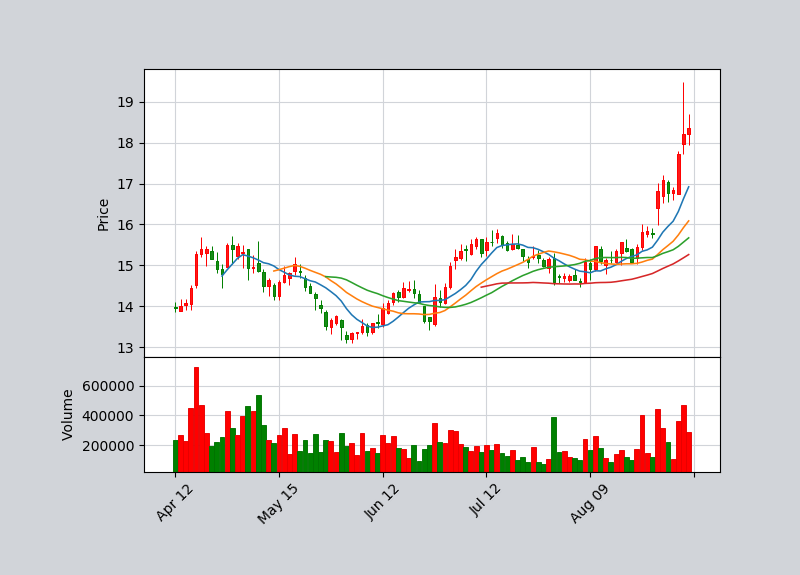 19
18
17
16
15
14
13
Price
600000
400000
200000
Volume
Apr 12
May 15
Jun 12
Jul 12
Aug 09